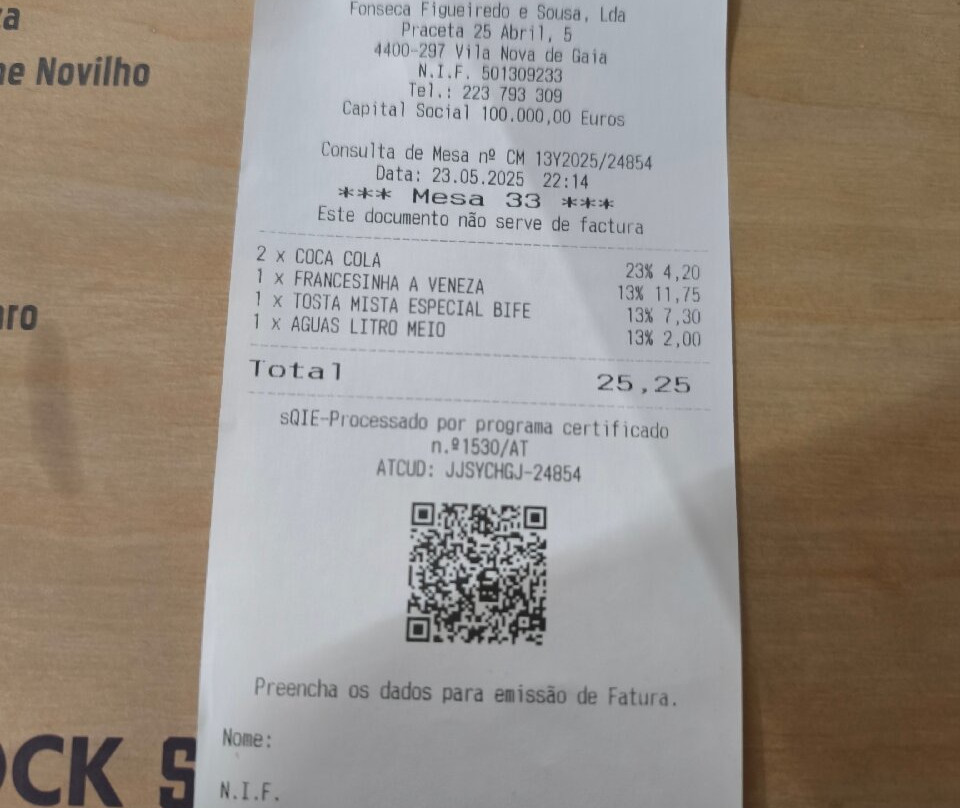 Fonseca Figueiredo e Sousa, Lda
Praceta 25 Abril, 5
4400-297 Vila Nova de Gaia
N.I.F. 501309233
Tel.: 223 793 309
Capital Social 100.000,00 Euros
Consulta de Mesa nº CM 13Y2025/24854
Data: 23.05.2025 22:14
*** Mesa 33 ***
Este documento não serve de factura
2 x COCA COLA 23% 4,20
1 x FRANCESINHA A VENEZA 13% 11,75
1 x TOSTA MISTA ESPECIAL BIFE 13% 7,30
1 x AGUAS LITRO MEIO 13% 2,00
Total 25,25
sQIE-Processado por programa certificado
n.º1530/AT
ATCUD: JJSYCHGJ-24854
Preencha os dados para emissão de Fatura.
Nome:
N.I.F.
Novilho